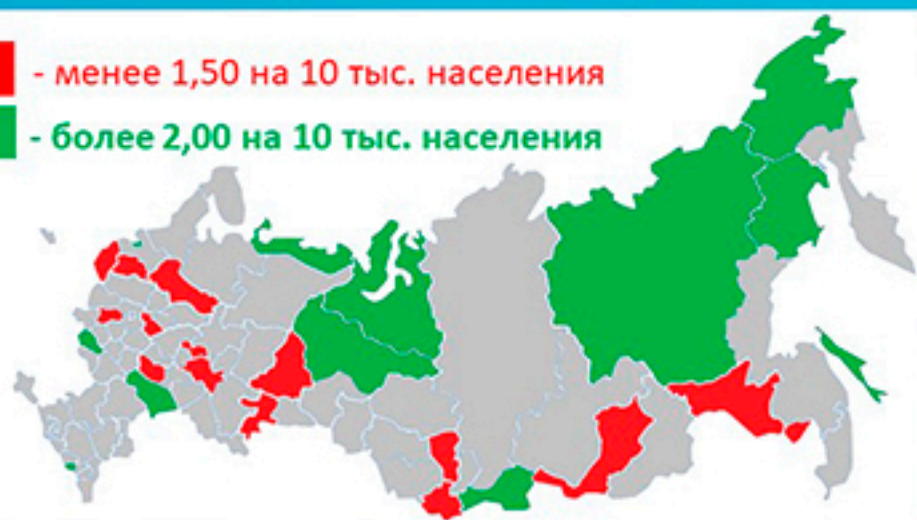 - менее 1,50 на 10 тыс. населения
- более 2,00 на 10 тыс. населения